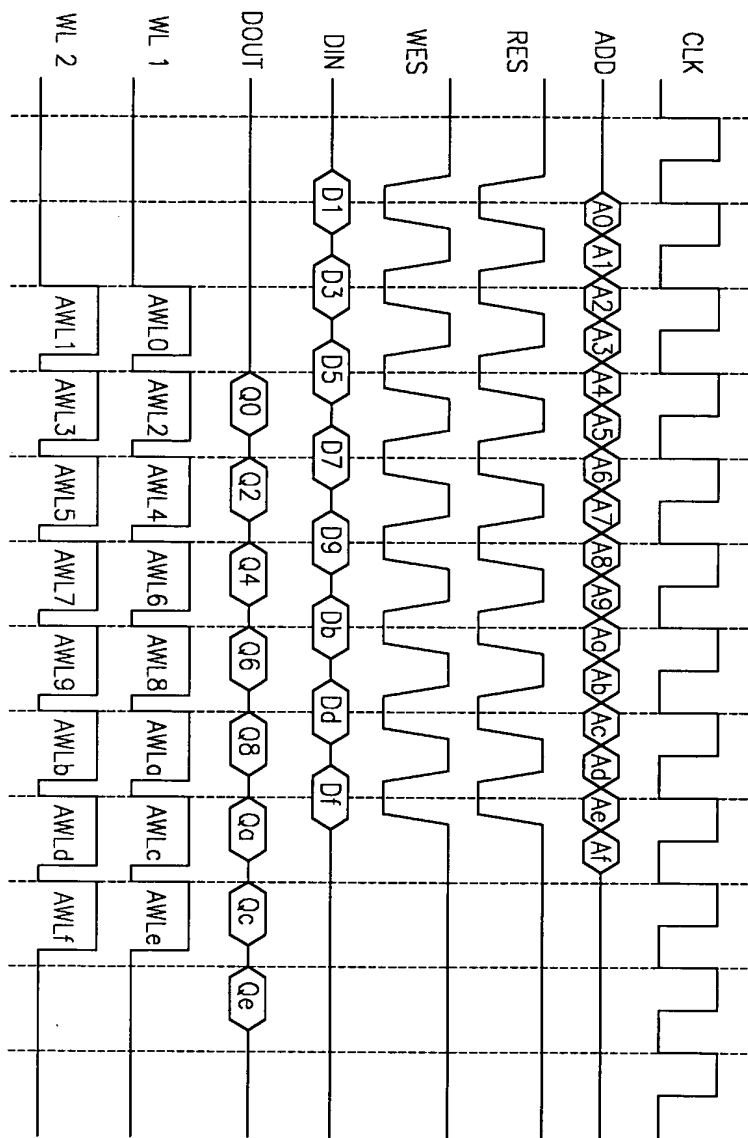 CLK
ADD A0 A1 A2 A3 A4 A5 A6 A7 A8 A9 Aa Ab Ac Ad Ae Af
RES
WES
DIN D1 D3 D5 D7 D9 Db Dd Df
DOUT Q0 Q2 Q4 Q6 Q8 Qa Qc Qe
WL 1 AWL0 AWL2 AWL4 AWL6 AWL8 AWLa AWLc AWLe
WL 2 AWL1 AWL3 AWL5 AWL7 AWL9 AWLb AWLd AWLf